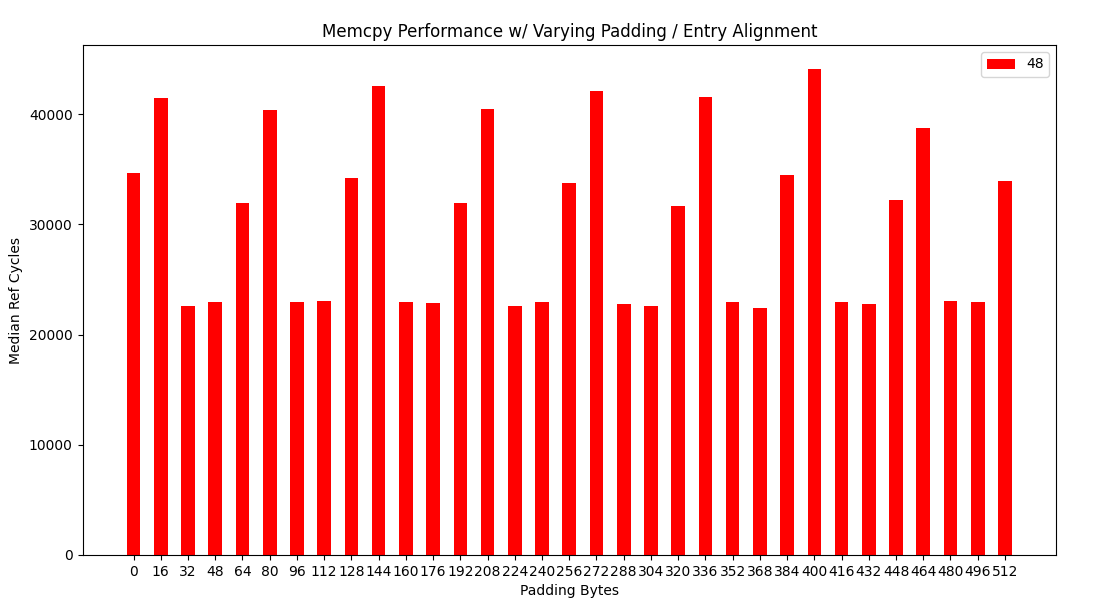 Memcpy Performance w/ Varying Padding / Entry Alignment
48
Median Ref Cycles
40000
30000
20000
10000
0
0 16 32 48 64 80 96 112 128 144 160 176 192 208 224 240 256 272 288 304 320 336 352 368 384 400 416 432 448 464 480 496 512
Padding Bytes